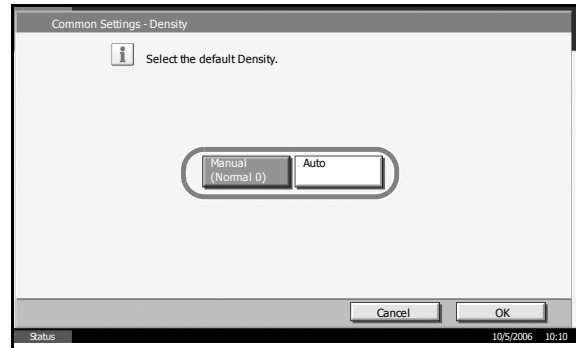 Common Settings - Density
i Select the default Density.
Manual
(Normal 0)
Auto
Cancel
OK
Status
10/5/2006 10:10